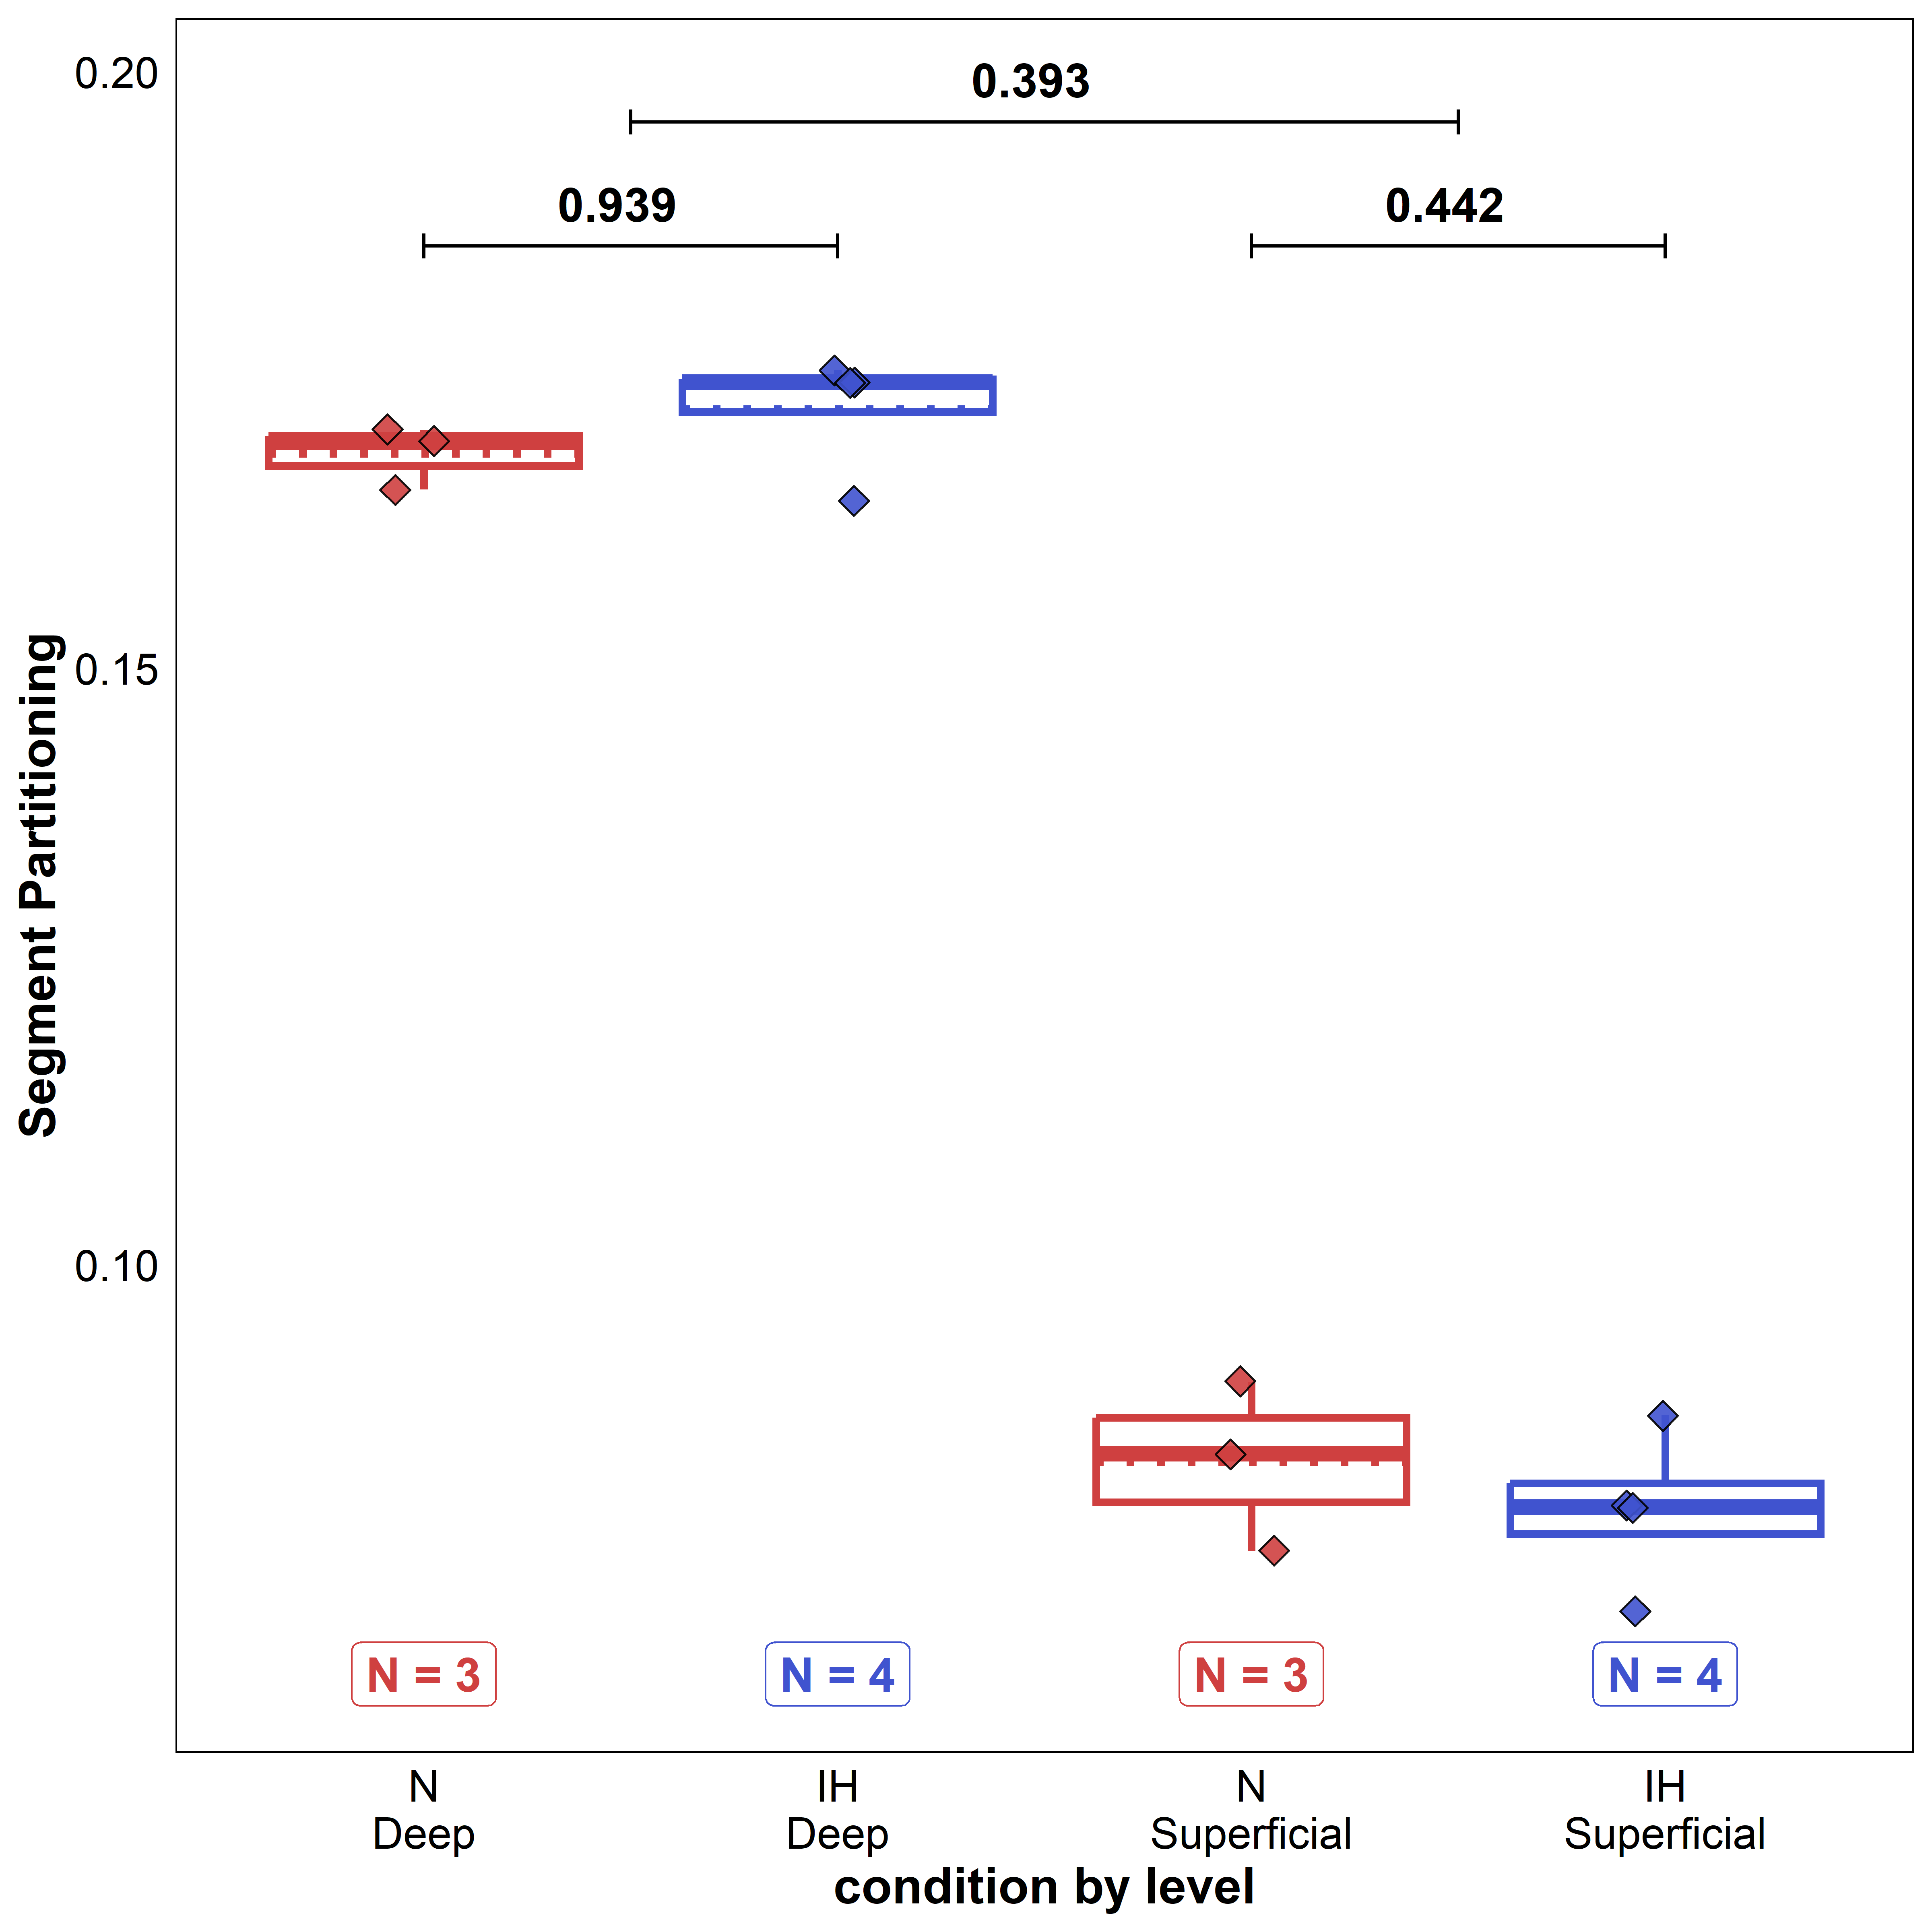 0.20
0.393
0.939
0.442
0.15
Segment Partitioning
0.10
N = 3
N = 4
N = 3
N = 4
N
Deep
IH
Deep
N
Superficial
IH
Superficial
condition by level